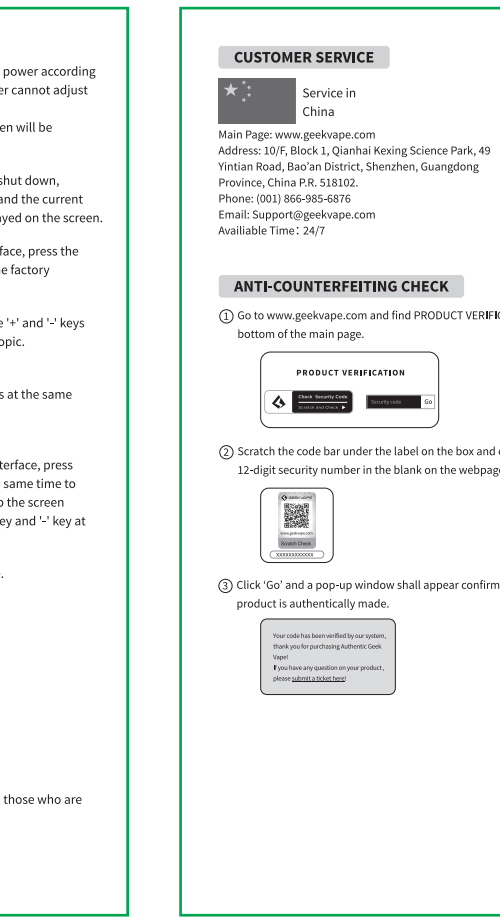 power according
er cannot adjust
en will be
shut down,
and the current
ayed on the screen.
face, press the
e factory
e '+' and '-' keys
opic.
s at the same
terface, press
same time to
o the screen
ey and '-' key at
those who are
CUSTOMER SERVICE
Service in
China
Main Page: www.geekvape.com
Address: 10/F, Block 1, Qianhai Kexing Science Park, 49
Yintian Road, Bao'an District, Shenzhen, Guangdong
Province, China P.R. 518102.
Phone: (001) 866-985-6876
Email: Support@geekvape.com
Availiable Time: 24/7
ANTI-COUNTERFEITING CHECK
① Go to www.geekvape.com and find PRODUCT VERIFIC
bottom of the main page.
PRODUCT VERIFICATION
Check Security Code
Scratch and Check
Security code
Go
② Scratch the code bar under the label on the box and e
12-digit security number in the blank on the webpage
GEEKVAPE
www.geekvape.com
Scratch Check
XXXXXXXXXXXX
③ Click 'Go' and a pop-up window shall appear confirm
product is authentically made.
Your code has been verified by our system,
thank you for purchasing Authentic Geek
Vape!
If you have any question on your product ,
please submit a ticket here!